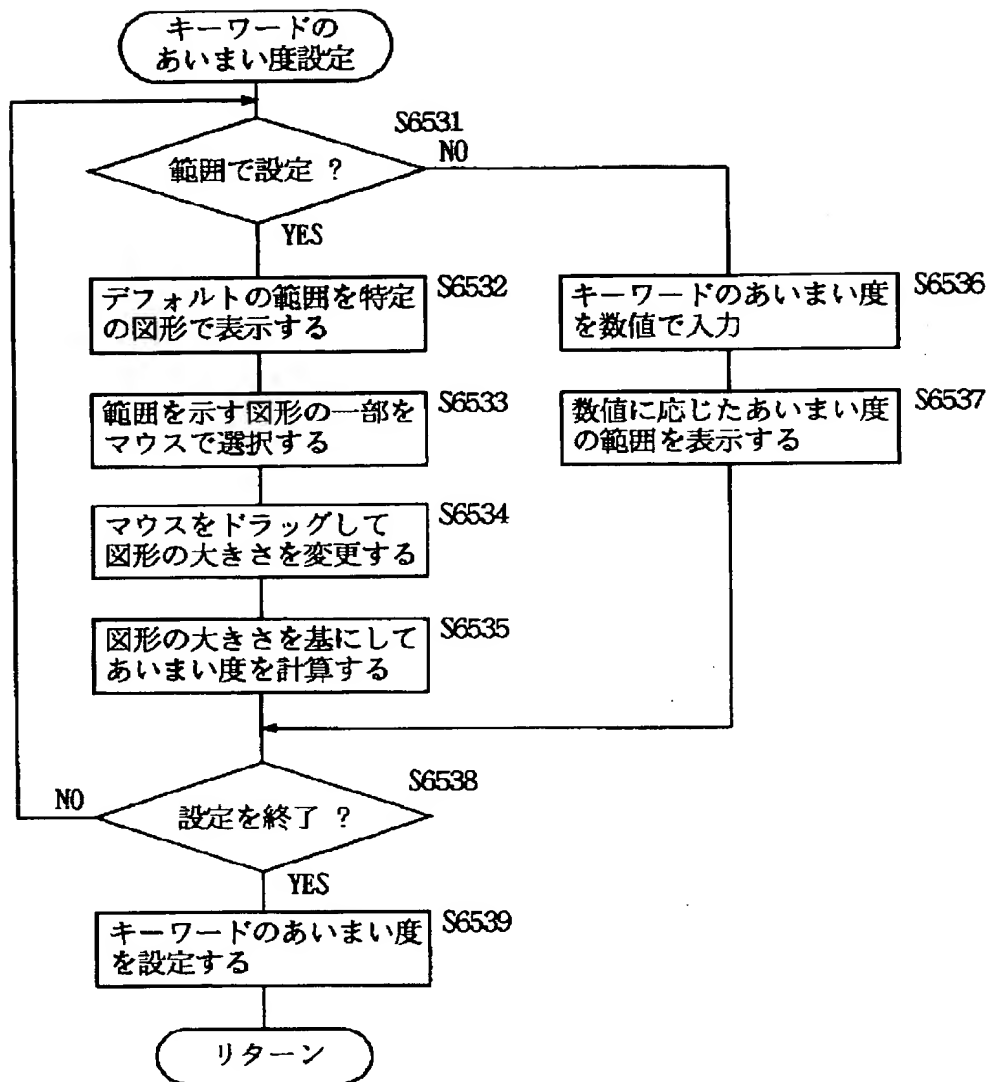 キーワードの
あいまい度設定
S6531
範囲で設定 ?
NO
YES
デフォルトの範囲を特定
の図形で表示する
S6532
範囲を示す図形の一部を
マウスで選択する
S6533
マウスをドラッグして
図形の大きさを変更する
S6534
図形の大きさを基にして
あいまい度を計算する
S6535
キーワードのあいまい度
を数値で入力
S6536
数値に応じたあいまい度
の範囲を表示する
S6537
S6538
設定を終了 ?
NO
YES
キーワードのあいまい度
を設定する
S6539
リターン